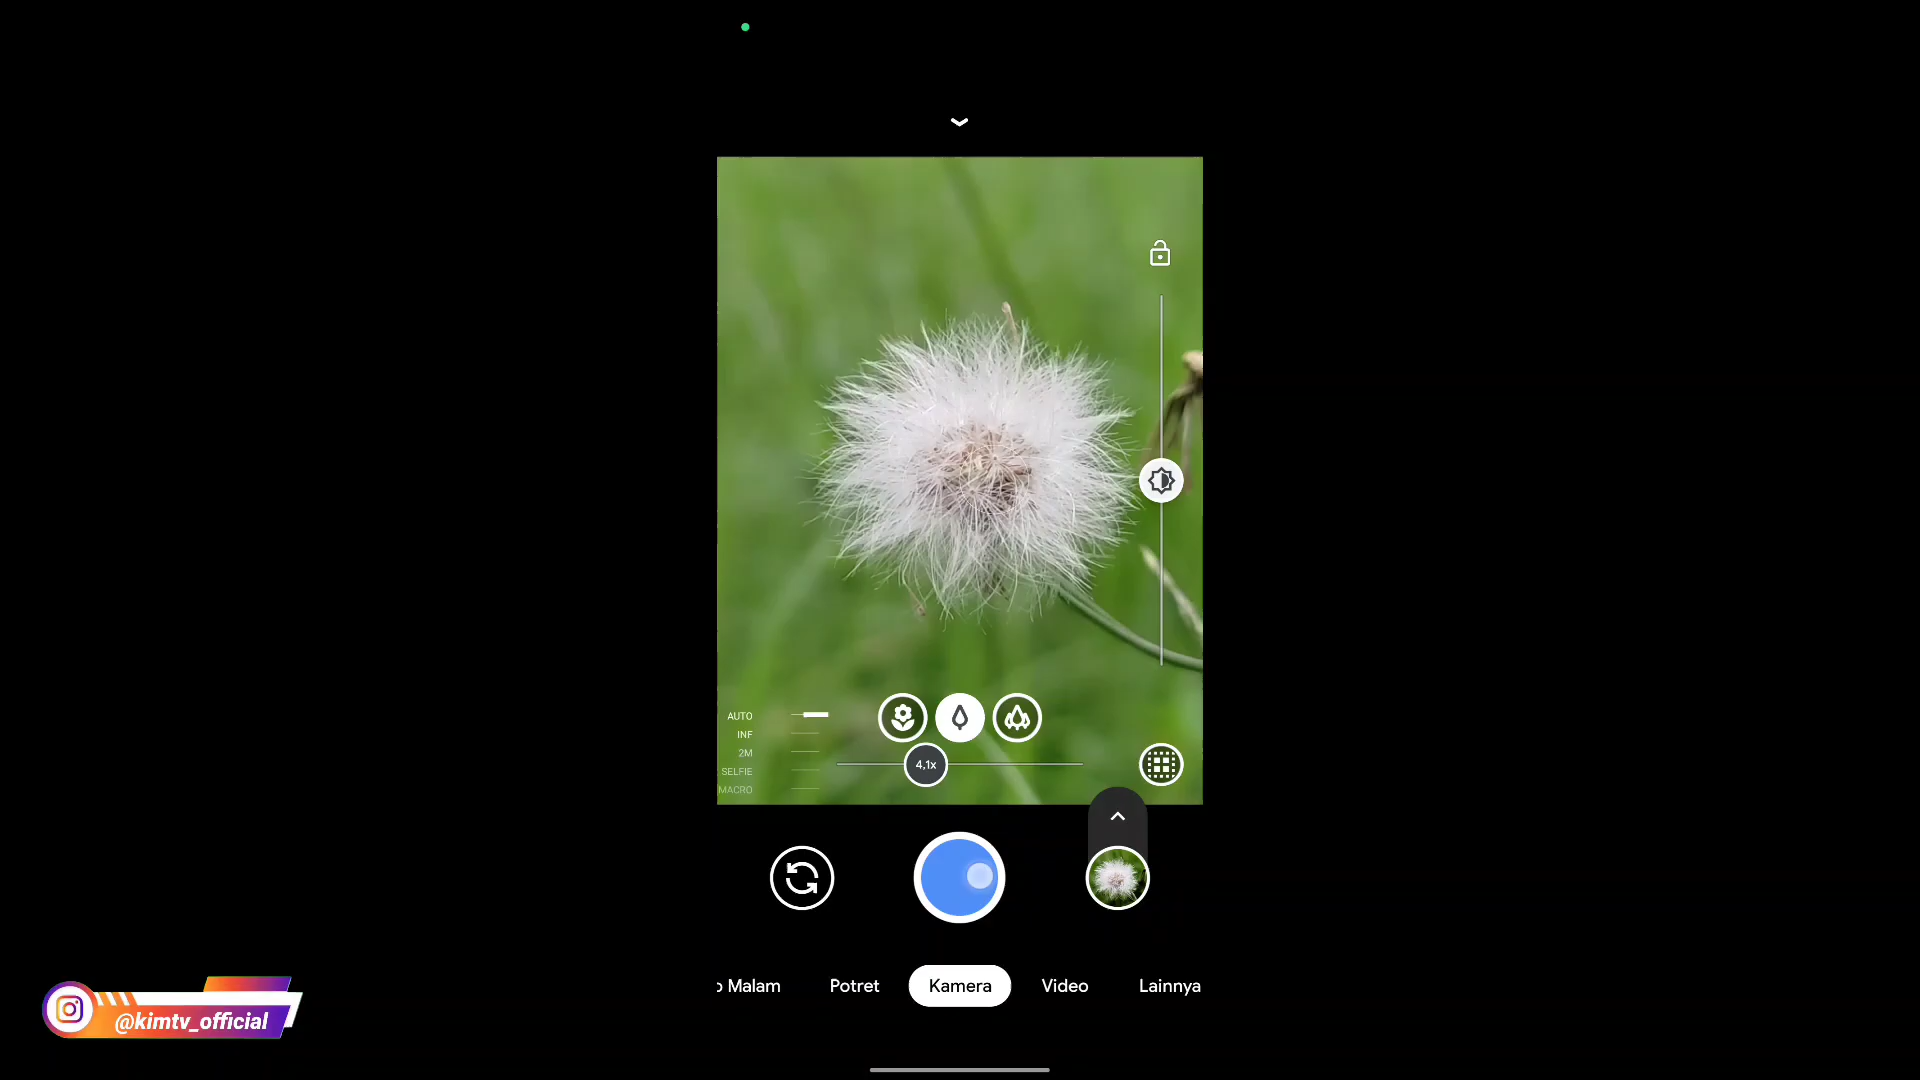 AUTO
INF
2M
SELFIE
MACRO
4,1x
o Malam
Potret
Kamera
Video
Lainnya
@kimtv_official